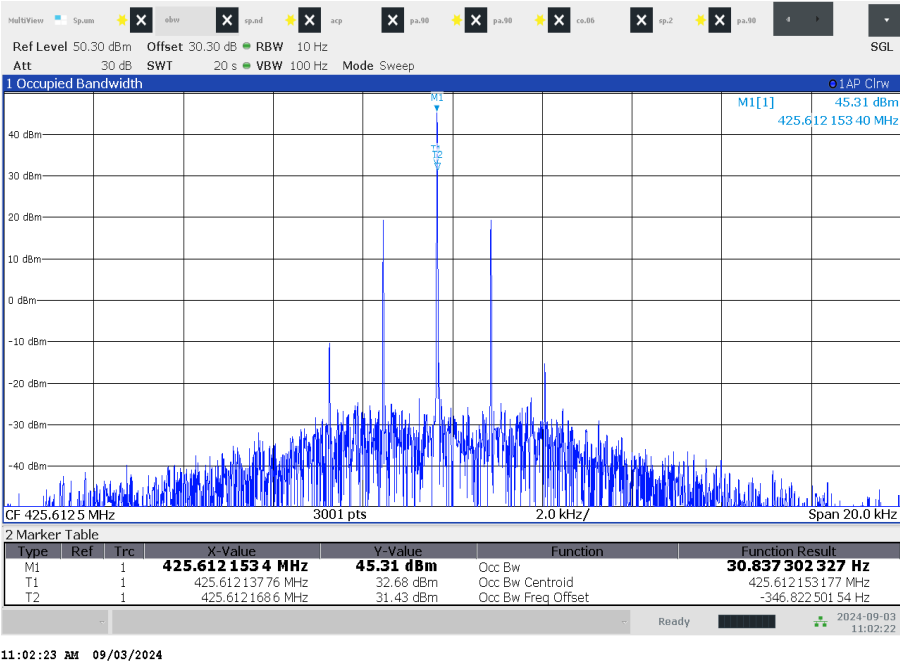 MultiView Sp.um obw sp.nd acp pa.90 pa.90 co.06 sp.2 pa.90
Ref Level 50.30 dBm Offset 30.30 dB RBW 10 Hz SGL
Att 30 dB SWT 20 s VBW 100 Hz Mode Sweep
1 Occupied Bandwidth 1AP Clrw
M1 M1[1] 45.31 dBm
425.612 153 40 MHz
40 dBm
T2
30 dBm
20 dBm
10 dBm
0 dBm
-10 dBm
-20 dBm
-30 dBm
-40 dBm
CF 425.612 5 MHz 3001 pts 2.0 kHz/ Span 20.0 kHz
2 Marker Table
Type Ref Trc X-Value Y-Value Function Function Result
M1 1 425.612 153 4 MHz 45.31 dBm Occ Bw 30.837 302 327 Hz
T1 1 425.612 137 76 MHz 32.68 dBm Occ Bw Centroid 425.612 153 177 MHz
T2 1 425.612 168 6 MHz 31.43 dBm Occ Bw Freq Offset -346.822 501 54 mHz
Ready 2024-09-03
11:02:22
11:02:23 AM 09/03/2024